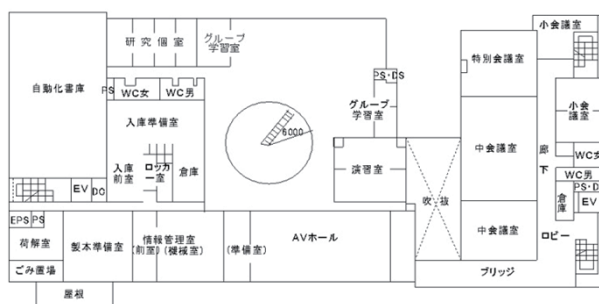 小会議室
研究個室
グループ
学習室
特別会議室
自動化書庫
PS
WC女
WC男
PS・DS
グループ
学習室
小会
議室
入庫準備室
6000
中会議室
廊
下
WC女
入庫
前室
ロッカ
ー室
倉庫
演習室
WC男
PS・D
EV
DC
吹
抜
倉庫
EV
EPS
PS
荷解室
製本準備室
情報管理室
(前室)(機械室)
(準備室)
AVホール
中会議室
ロビー
ごみ置場
ブリッジ
屋根